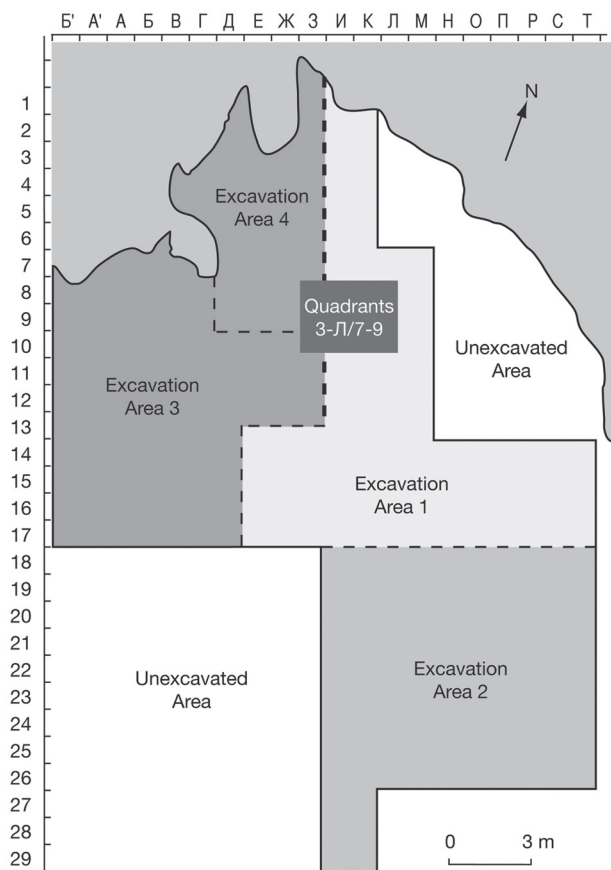 Б' А' А Б В Г Д Е Ж З И К Л М Н О П Р С Т
N
1
2
3
4
5
6
7
8
9
10
11
12
13
14
15
16
17
18
19
20
21
22
23
24
25
26
27
28
29
Excavation
Area 4
Quadrants
3-Л/7-9
Unexcavated
Area
Excavation
Area 3
Excavation
Area 1
Unexcavated
Area
Excavation
Area 2
0 3 m